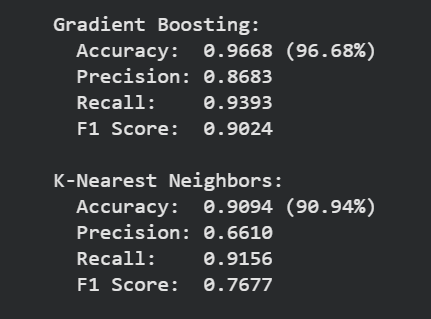 Gradient Boosting:
Accuracy: 0.9668 (96.68%)
Precision: 0.8683
Recall: 0.9393
F1 Score: 0.9024
K-Nearest Neighbors:
Accuracy: 0.9094 (90.94%)
Precision: 0.6610
Recall: 0.9156
F1 Score: 0.7677